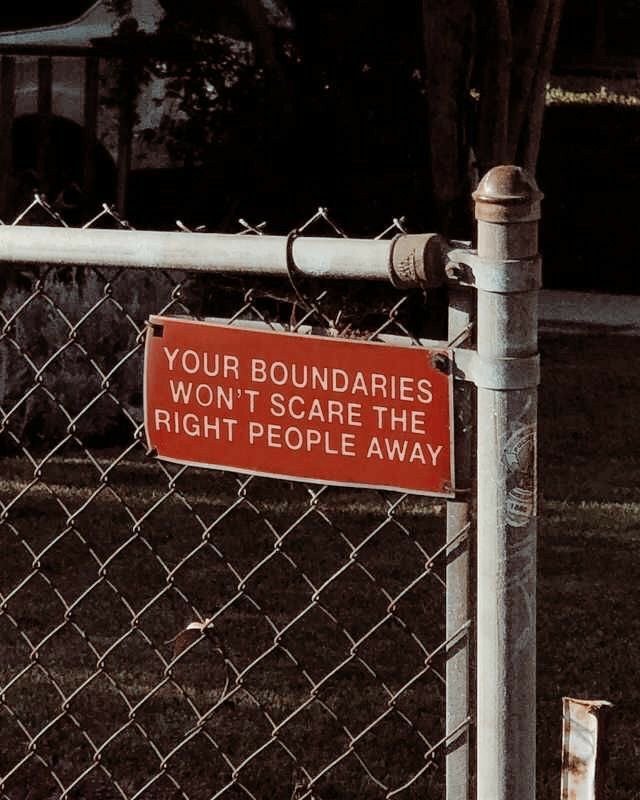 YOUR BOUNDARIES
WON'T SCARE THE
RIGHT PEOPLE AWAY